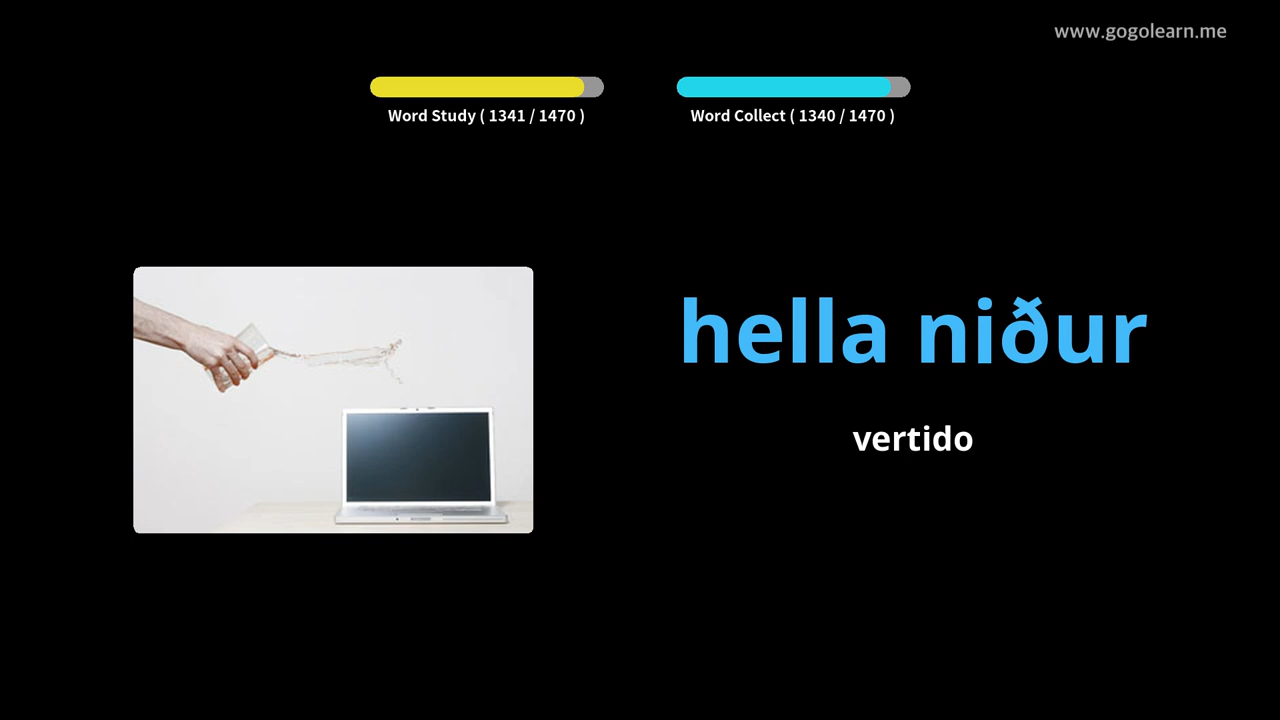 www.gogolearn.me
Word Study ( 1341 / 1470 )
Word Collect ( 1340 / 1470 )
hella niður
vertido